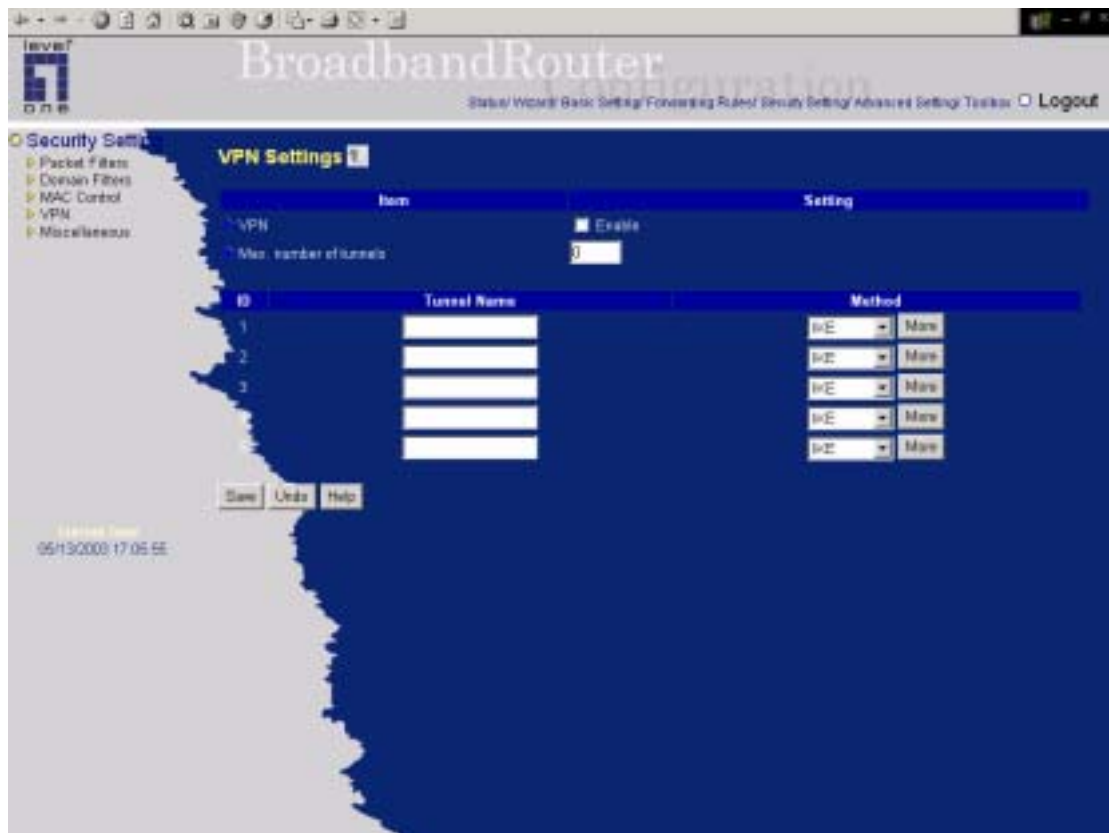 level
one
BroadbandRouter
Configuration
Status/ Wizard/ Basic Setting/ Forwarding Rules/ Security Setting/ Advanced Setting/ Toolbox Logout
Security Settin
Packet Filters
Domain Filters
MAC Control
VPN
Miscellaneous
VPN Settings
Item Setting
VPN Enable
Max. number of tunnels 0
ID Tunnel Name Method
1 IKE More
2 IKE More
3 IKE More
IKE More
IKE More
Save Undo Help
05/13/2003 17:05:55